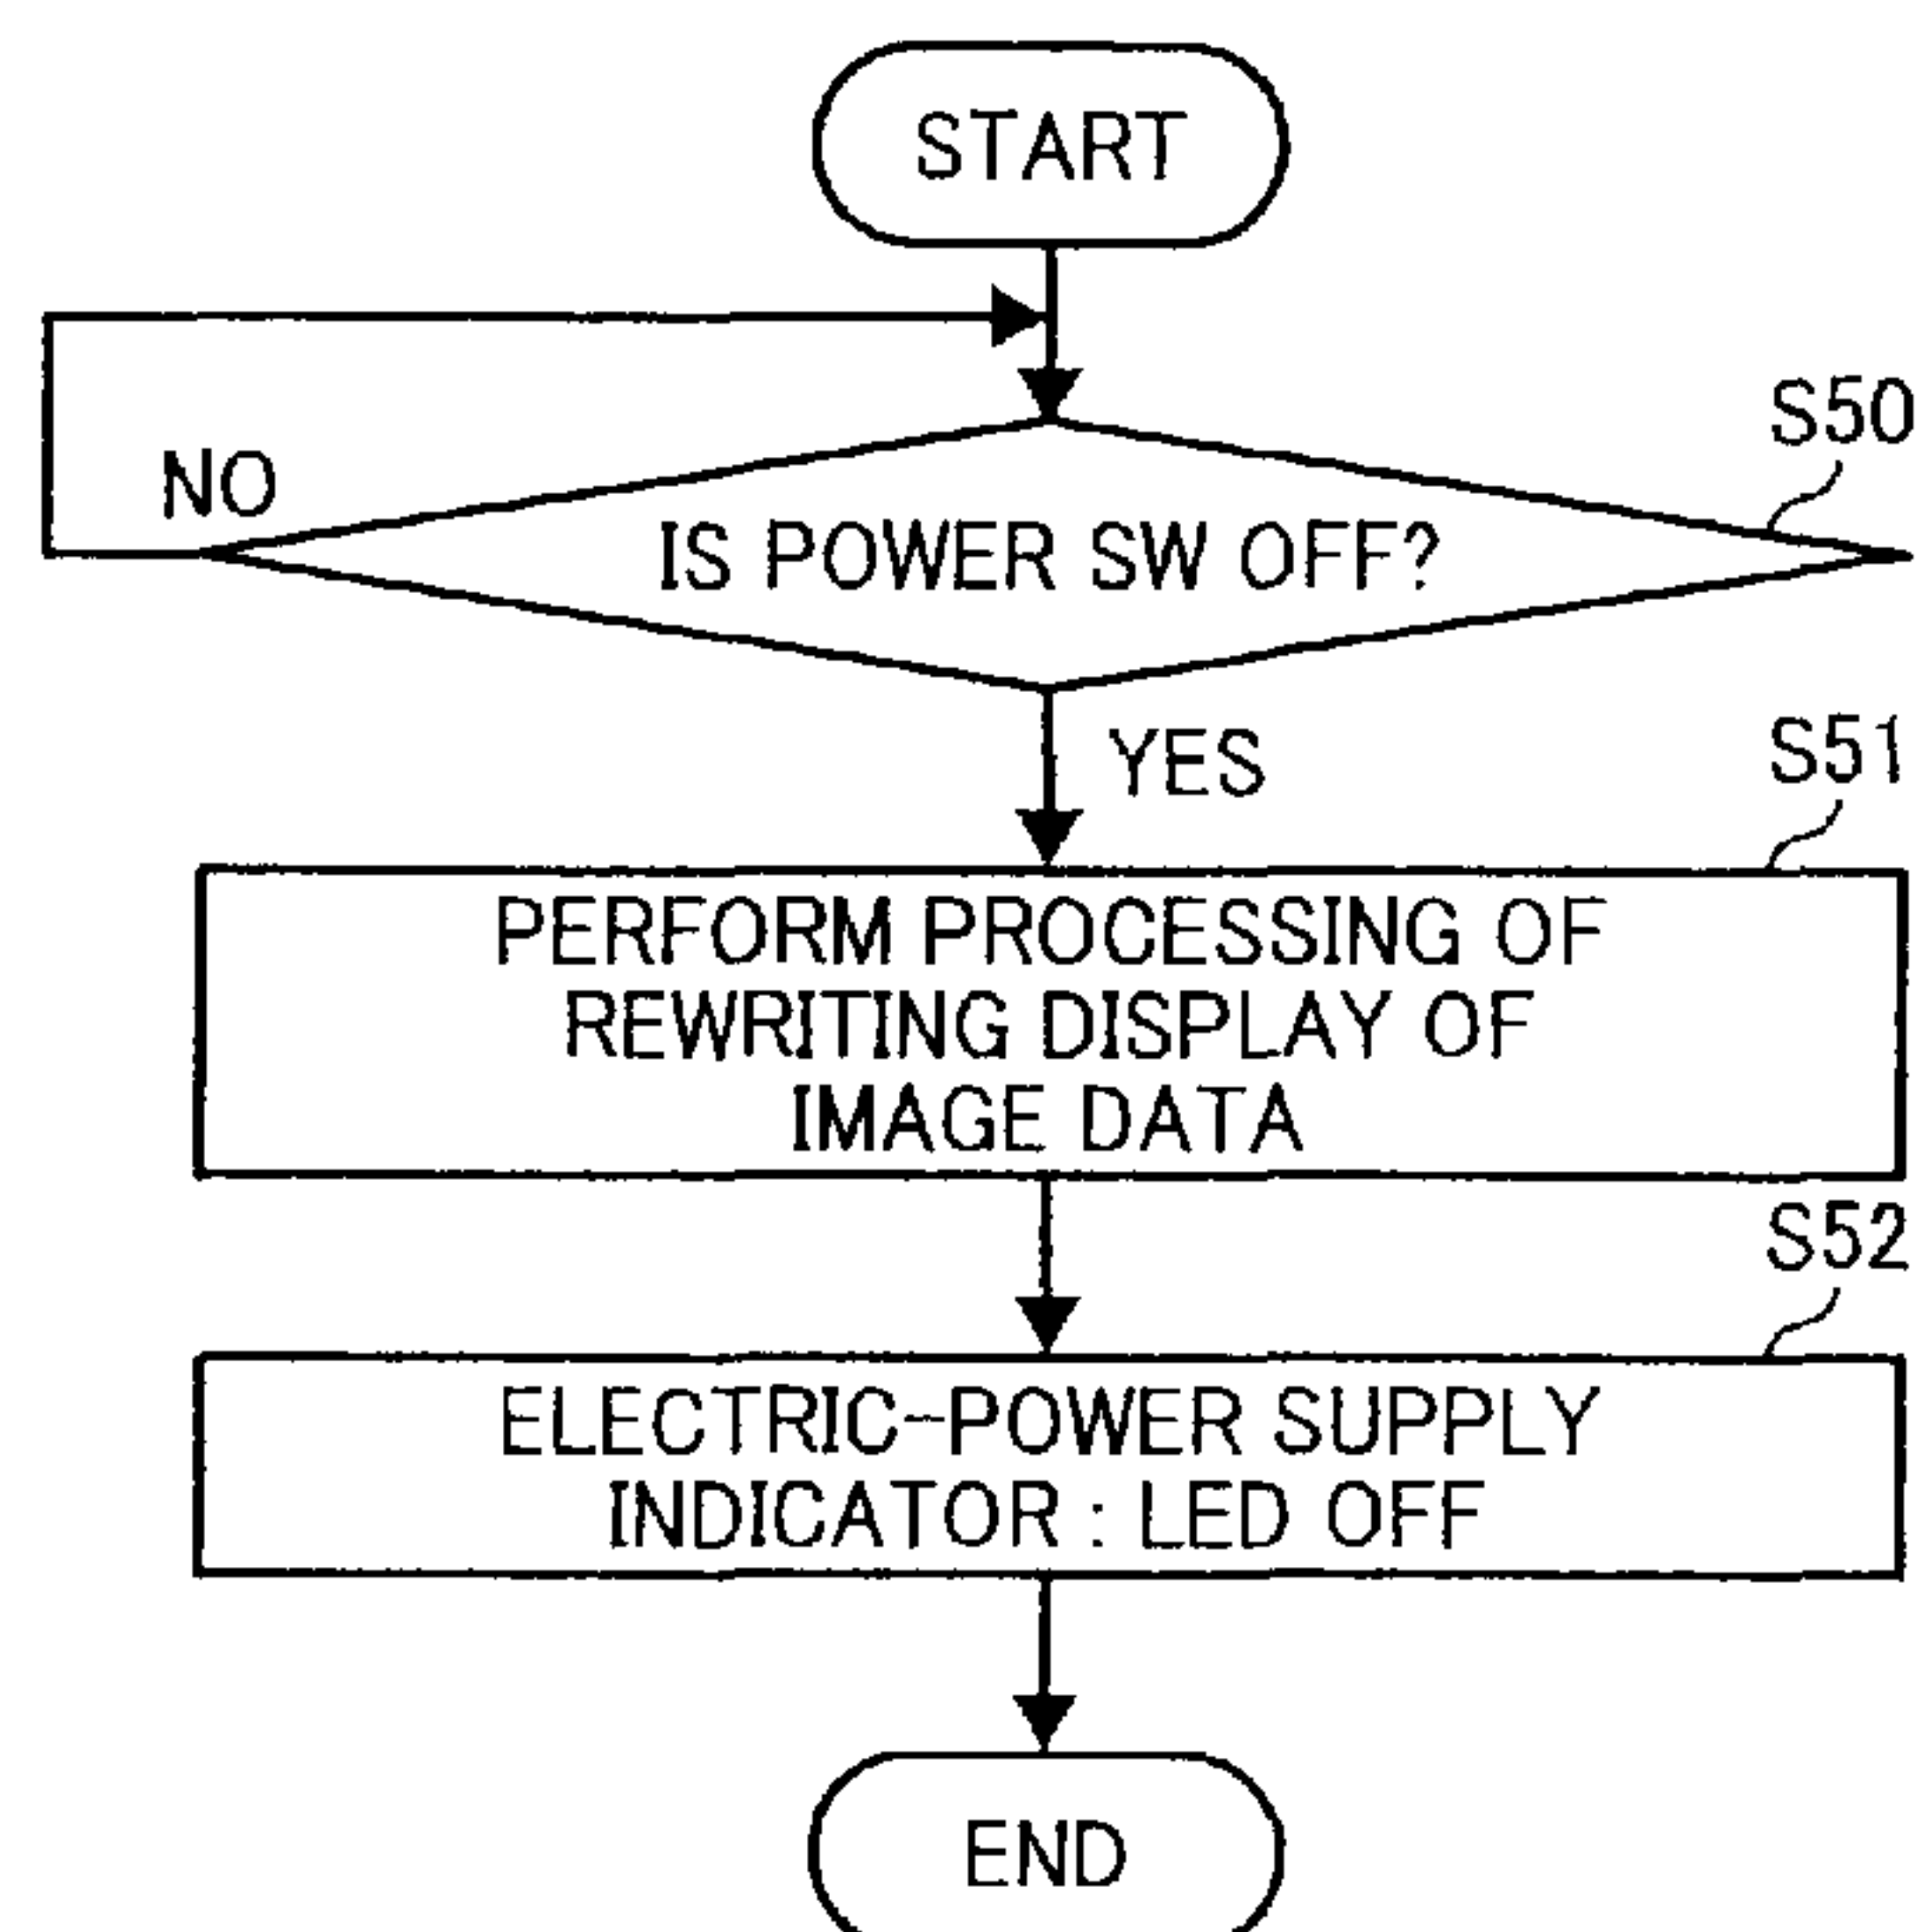 START
S50
NO
IS POWER SW OFF?
YES
S51
PERFORM PROCESSING OF
REWRITING DISPLAY OF
IMAGE DATA
S52
ELECTRIC-POWER SUPPLY
INDICATOR : LED OFF
END